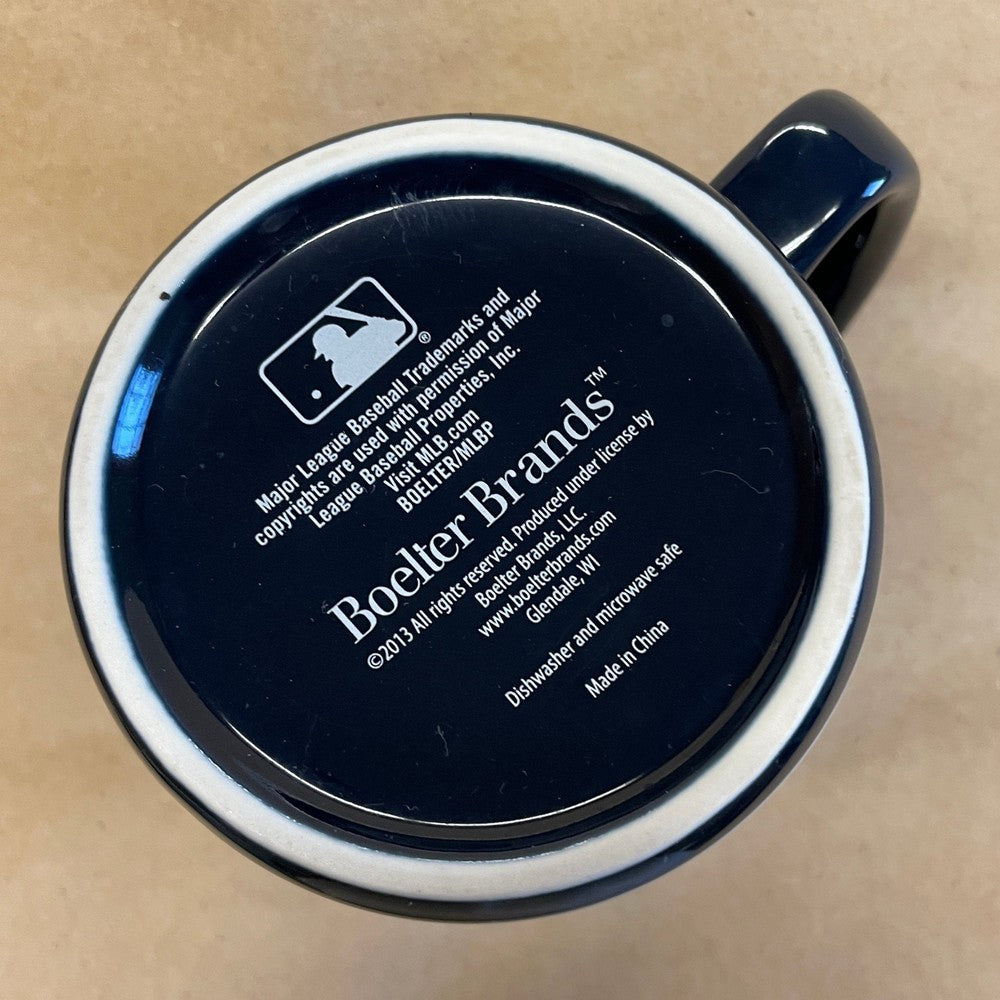 ®
Major League Baseball Trademarks and
copyrights are used with permission of Major
League Baseball Properties, Inc.
Visit MLB.com
BOELTER/MLBP
Boelter Brands™
©2013 All rights reserved. Produced under license by
Boelter Brands, LLC.
www.boelterbrands.com
Glendale, WI
Dishwasher and microwave safe
Made in China